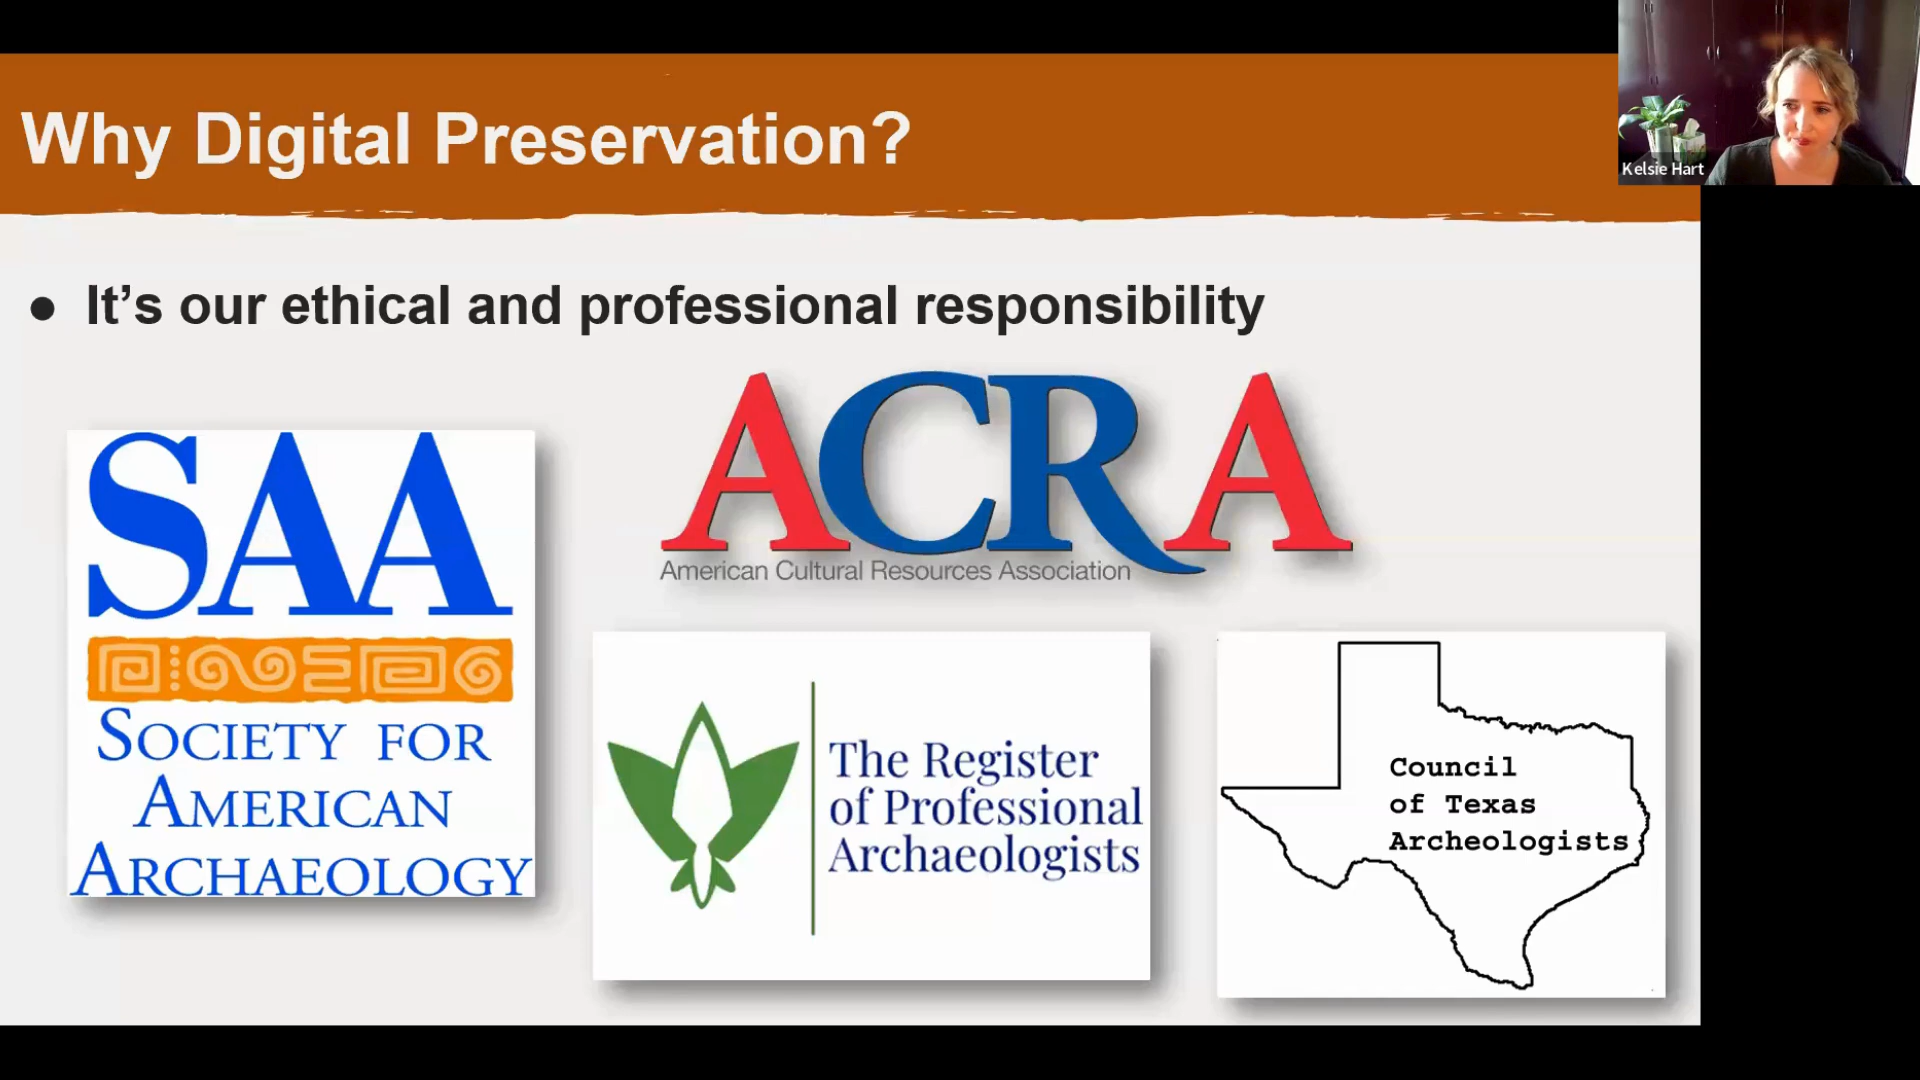 Why Digital Preservation?
Kelsie Hart
● It's our ethical and professional responsibility
ACRA
American Cultural Resources Association
SAA
SOCIETY FOR
AMERICAN
ARCHAEOLOGY
The Register
of Professional
Archaeologists
Council
of Texas
Archeologists